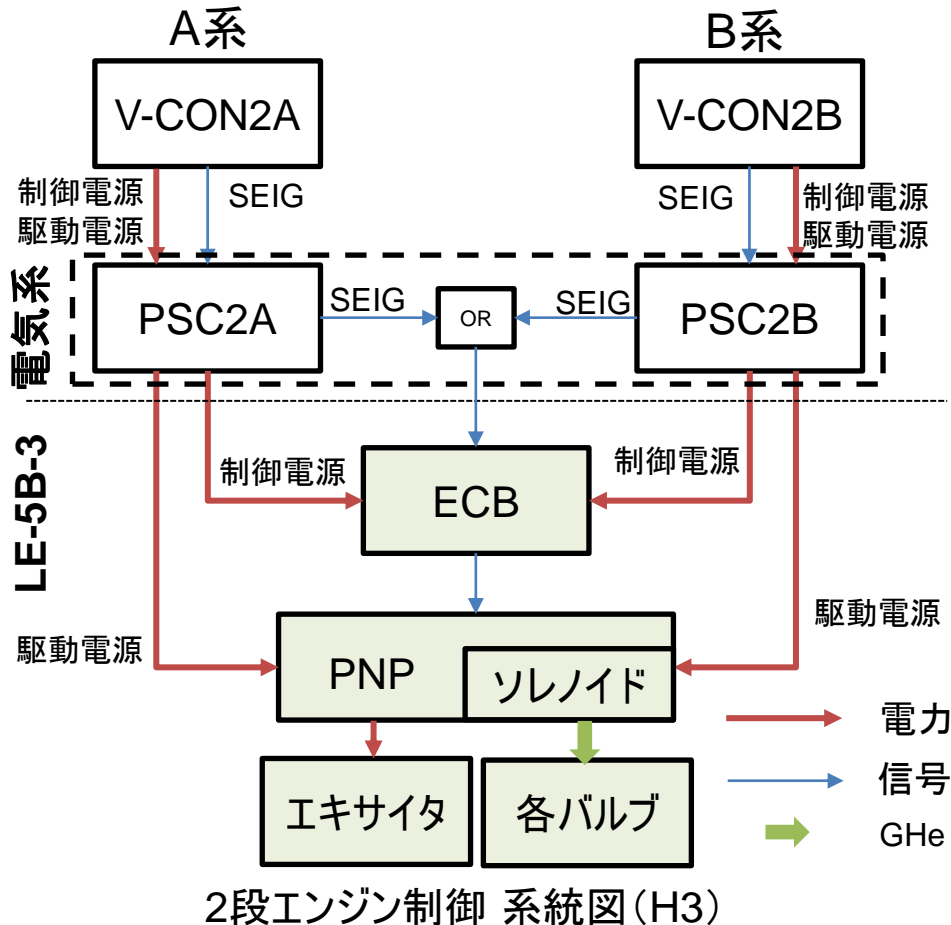 A系
B系
V-CON2A
V-CON2B
制御電源
駆動電源
SEIG
SEIG
制御電源
駆動電源
電気系
PSC2A
SEIG
OR
SEIG
PSC2B
LE-5B-3
制御電源
ECB
制御電源
駆動電源
PNP
ソレノイド
駆動電源
エキサイタ
各バルブ
電力
信号
GHe
2段エンジン制御 系統図(H3)